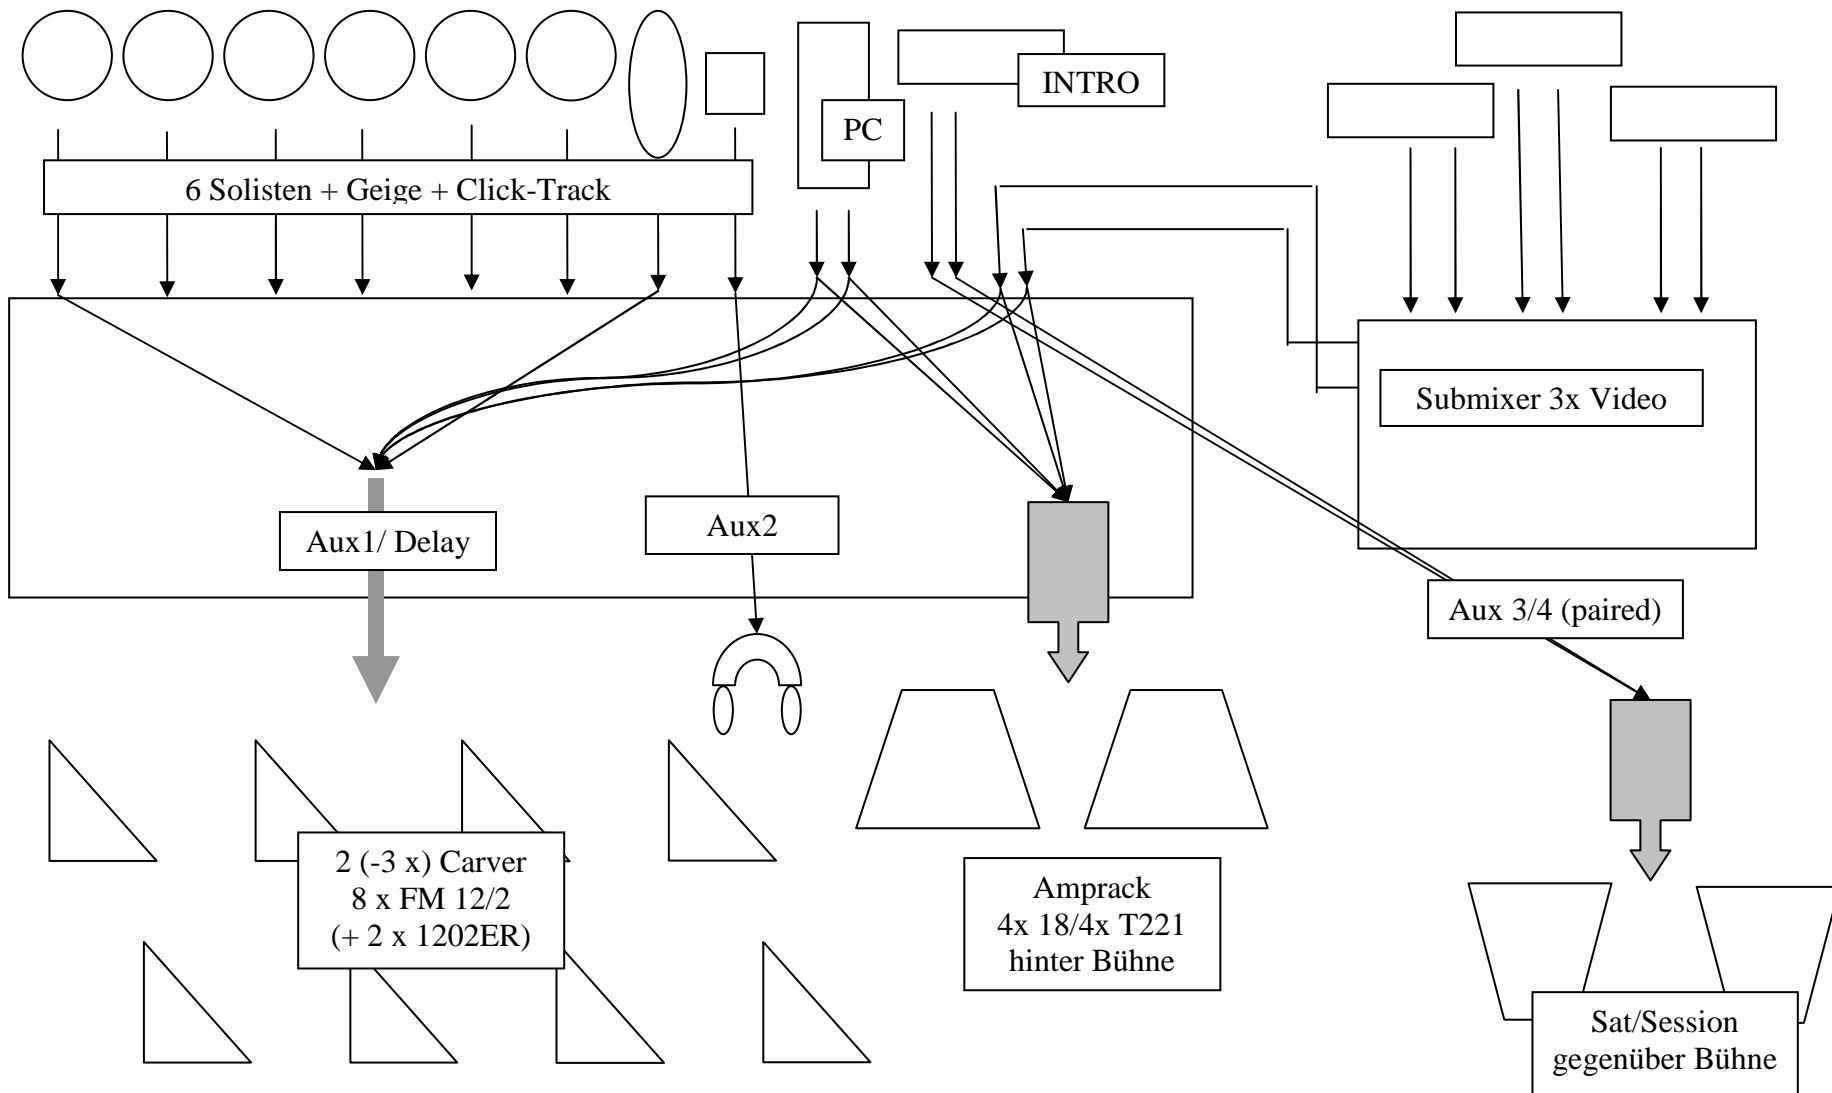 INTRO
PC
6 Solisten + Geige + Click-Track
Submixer 3x Video
Aux1/ Delay
Aux2
Aux 3/4 (paired)
2 (-3 x) Carver
8 x FM 12/2
(+ 2 x 1202ER)
Amprack
4x 18/4x T221
hinter Bühne
Sat/Session
gegenüber Bühne